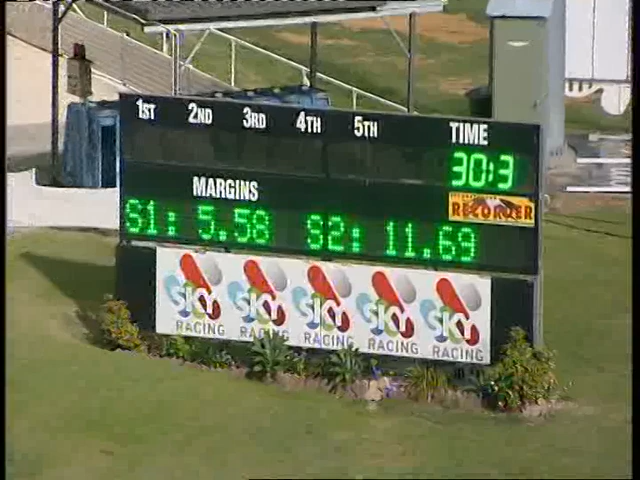 1ST 2ND 3RD 4TH 5TH TIME
30:3
MARGINS
RECORDER
S1: 5.58 S2: 11.69
SKY RACING SKY RACING SKY RACING SKY RACING SKY RACING